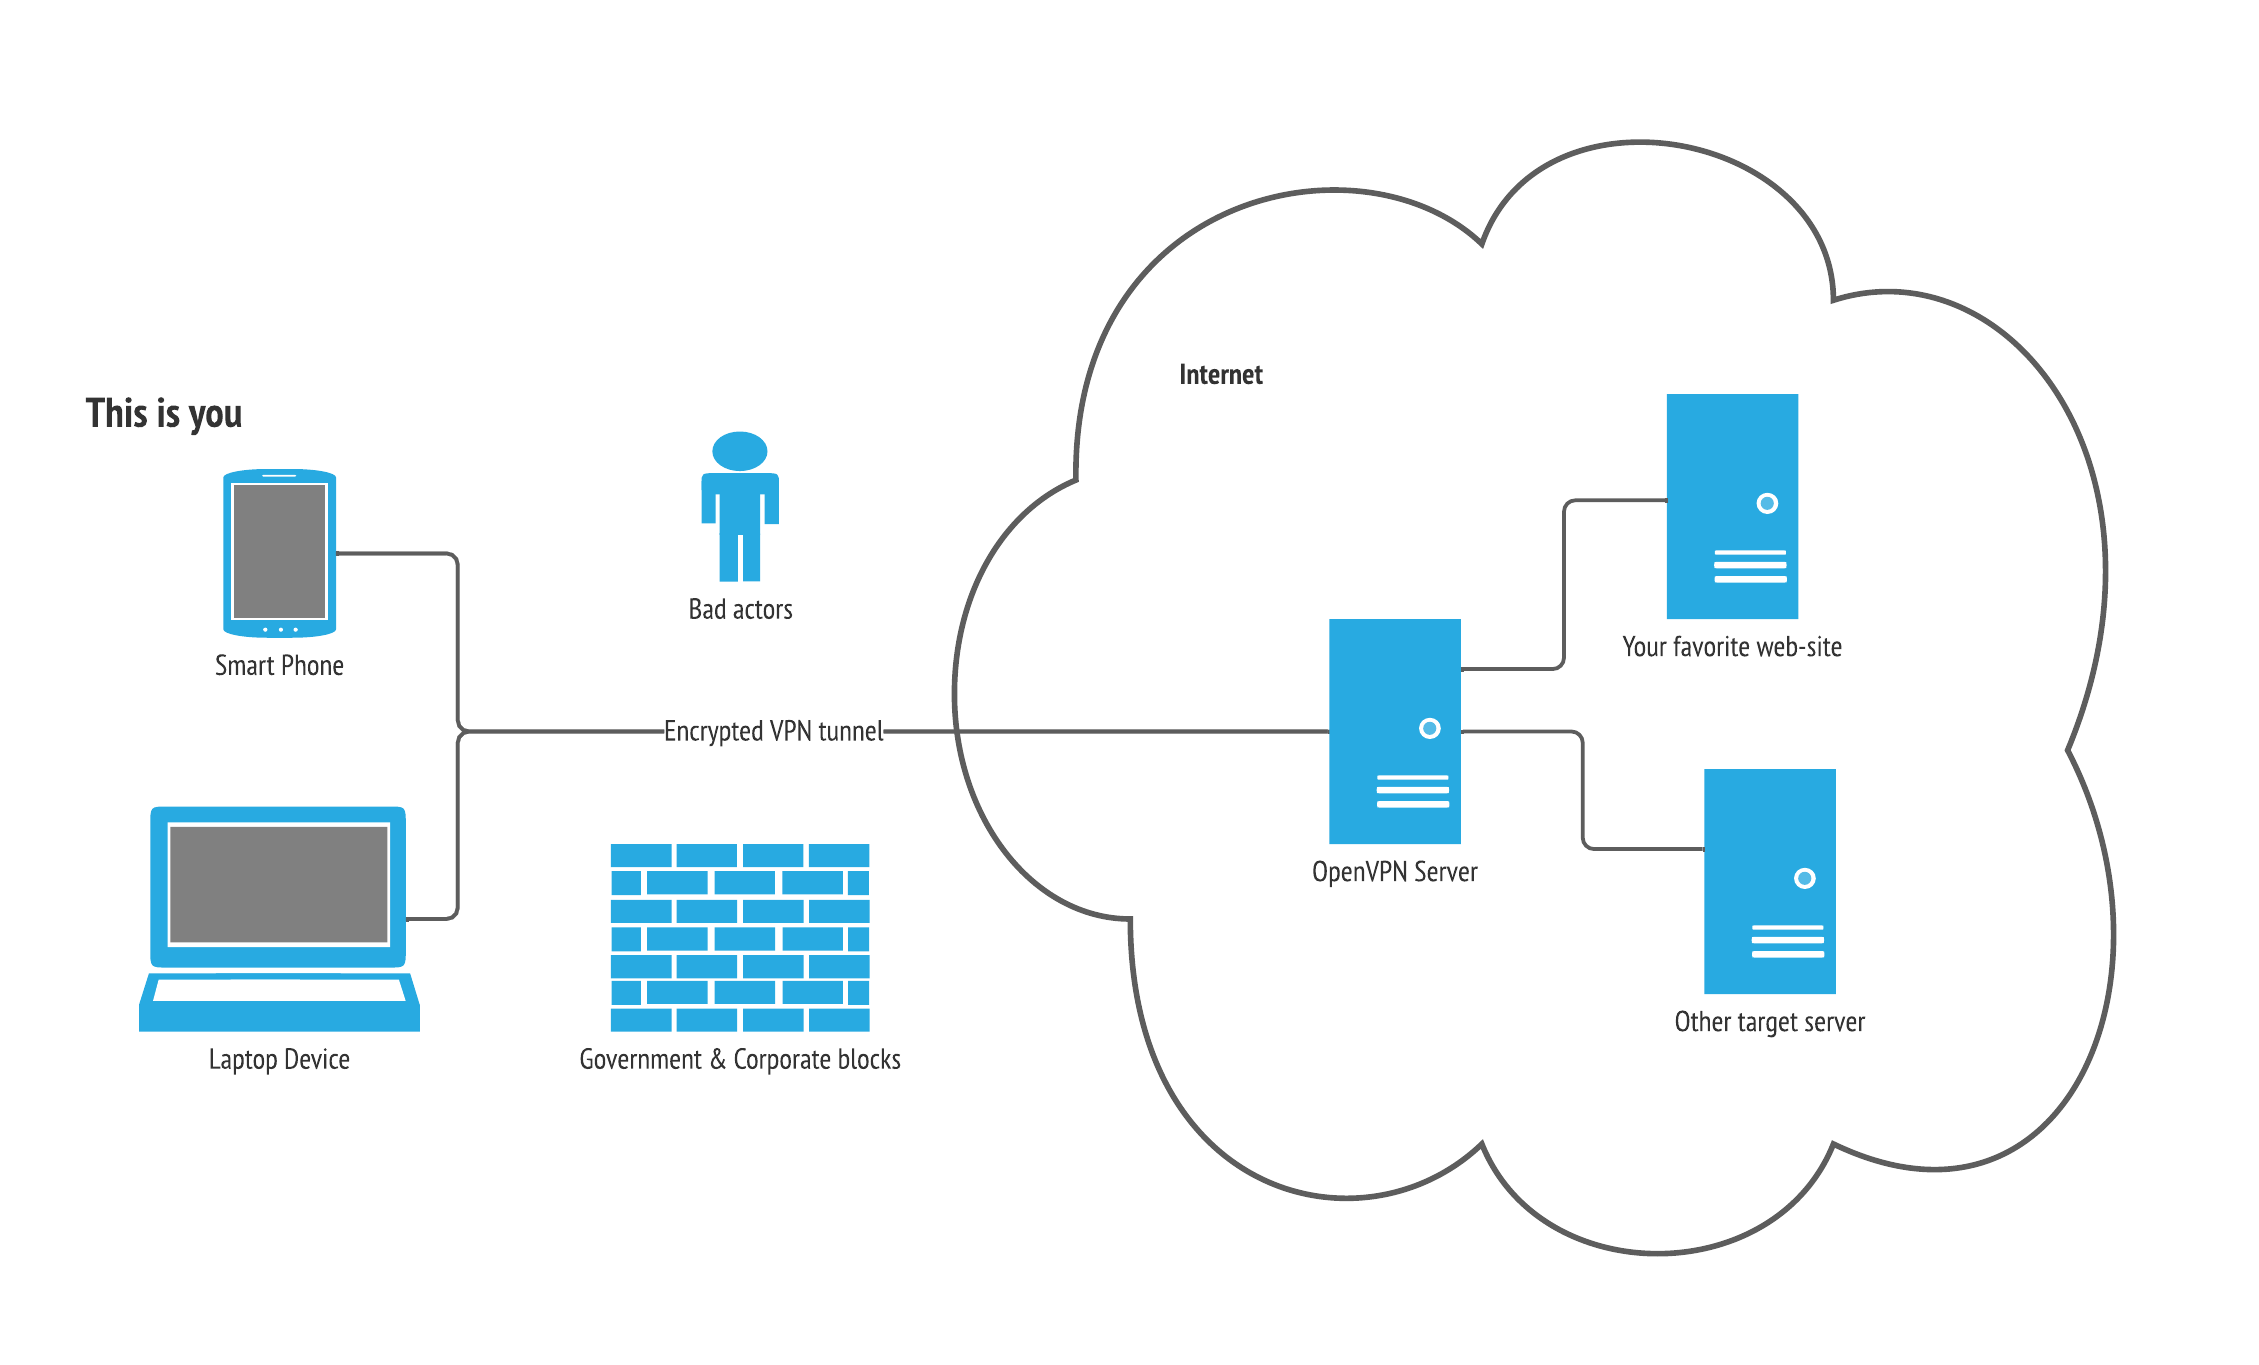 This is you
Smart Phone
Laptop Device
Bad actors
Encrypted VPN tunnel
Government & Corporate blocks
Internet
OpenVPN Server
Your favorite web-site
Other target server